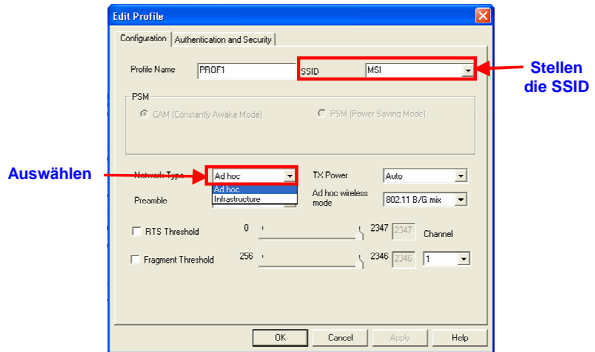 Edit Profile
Configuration Authentication and Security
Profile Name PROF1 SSID MSI
Stellen die SSID
PSM
CAM (Constantly Awake Mode) PSM (Power Saving Mode)
Auswählen
Network Type Ad hoc TX Power Auto
Ad hoc
Infrastructure
Preamble Ad hoc wireless mode 802.11 B/G mix
RTS Threshold 0 2347 2347 Channel
Fragment Threshold 256 2346 2346 1
OK Cancel Apply Help